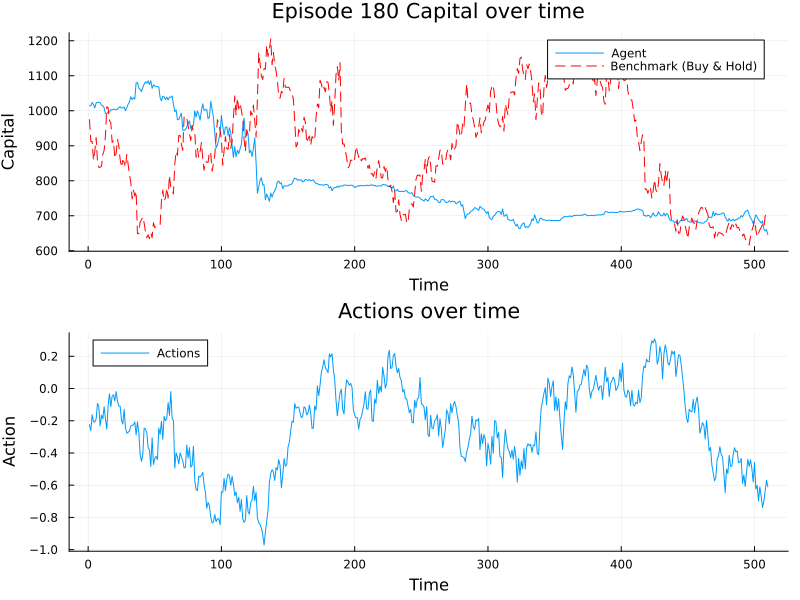 Episode 180 Capital over time
1200
1100
1000
900
800
700
600
Capital
Agent
Benchmark (Buy & Hold)
0
100
200
300
400
500
Time
Actions over time
0.2
0.0
−0.2
−0.4
−0.6
−0.8
−1.0
Action
Actions
0
100
200
300
400
500
Time